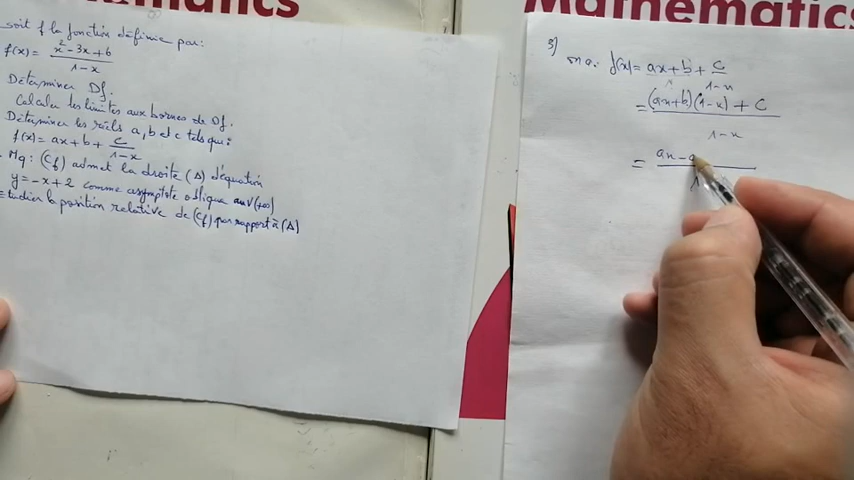 Mathematics
soit f la fonction définie par:
f(x) = x² - 3x + 6 / 1 - x
Déterminer Df.
Calculer les limites aux bornes de Df.
Déterminer les réels a, b et c tels que:
f(x) = ax + b + c / 1 - x
Mq: (Cf) admet la droite (Δ) d'équation
y = -x + 2 comme asymptote oblique au V(+∞)
Etudier la position relative de (Cf) par rapport à (Δ)
Mathematics
3)
on a: f(x) = ax + b + c / 1 - x
= (ax + b)(1 - x) + c / 1 - x
= ax - a